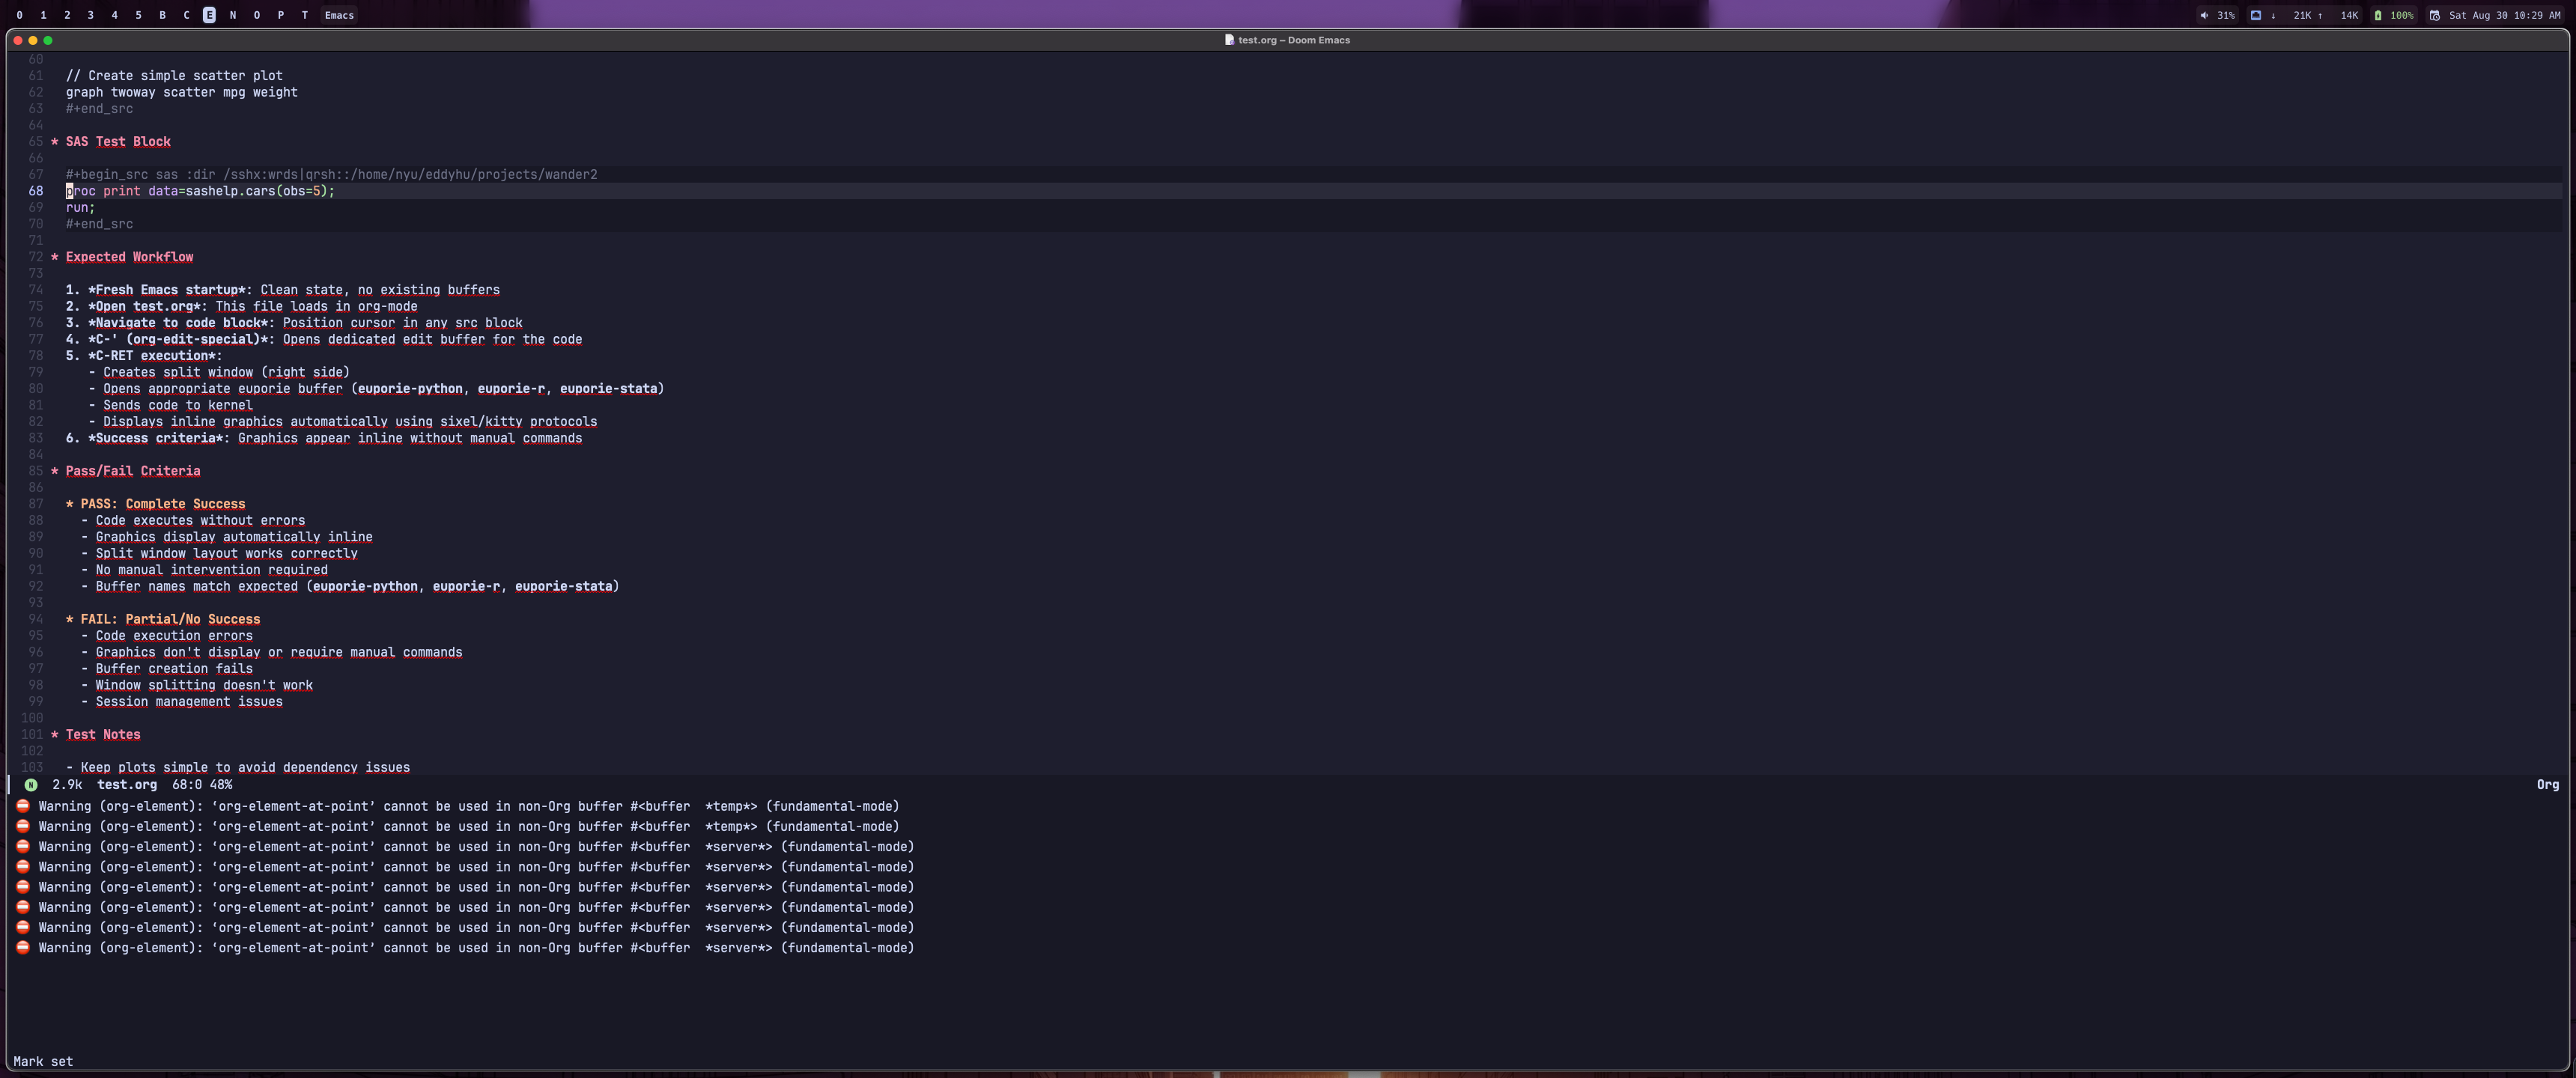 0 1 2 3 4 5 B C E N O P T Emacs
31% ↓ 21K ↑ 14K 100% Sat Aug 30 10:29 AM
test.org – Doom Emacs
60
61 // Create simple scatter plot
62 graph twoway scatter mpg weight
63 #+end_src
64
65 * SAS Test Block
66
67 #+begin_src sas :dir /sshx:wrds|qrsh::/home/nyu/eddyhu/projects/wander2
68 proc print data=sashelp.cars(obs=5);
69 run;
70 #+end_src
71
72 * Expected Workflow
73
74 1. *Fresh Emacs startup*: Clean state, no existing buffers
75 2. *Open test.org*: This file loads in org-mode
76 3. *Navigate to code block*: Position cursor in any src block
77 4. *C-' (org-edit-special)*: Opens dedicated edit buffer for the code
78 5. *C-RET execution*:
79 - Creates split window (right side)
80 - Opens appropriate euporie buffer (euporie-python, euporie-r, euporie-stata)
81 - Sends code to kernel
82 - Displays inline graphics automatically using sixel/kitty protocols
83 6. *Success criteria*: Graphics appear inline without manual commands
84
85 * Pass/Fail Criteria
86
87 * PASS: Complete Success
88 - Code executes without errors
89 - Graphics display automatically inline
90 - Split window layout works correctly
91 - No manual intervention required
92 - Buffer names match expected (euporie-python, euporie-r, euporie-stata)
93
94 * FAIL: Partial/No Success
95 - Code execution errors
96 - Graphics don't display or require manual commands
97 - Buffer creation fails
98 - Window splitting doesn't work
99 - Session management issues
100
101 * Test Notes
102
103 - Keep plots simple to avoid dependency issues
N 2.9k test.org 68:0 48% Org
Warning (org-element): ‘org-element-at-point’ cannot be used in non-Org buffer #<buffer  *temp*> (fundamental-mode)
Warning (org-element): ‘org-element-at-point’ cannot be used in non-Org buffer #<buffer  *temp*> (fundamental-mode)
Warning (org-element): ‘org-element-at-point’ cannot be used in non-Org buffer #<buffer  *server*> (fundamental-mode)
Warning (org-element): ‘org-element-at-point’ cannot be used in non-Org buffer #<buffer  *server*> (fundamental-mode)
Warning (org-element): ‘org-element-at-point’ cannot be used in non-Org buffer #<buffer  *server*> (fundamental-mode)
Warning (org-element): ‘org-element-at-point’ cannot be used in non-Org buffer #<buffer  *server*> (fundamental-mode)
Warning (org-element): ‘org-element-at-point’ cannot be used in non-Org buffer #<buffer  *server*> (fundamental-mode)
Warning (org-element): ‘org-element-at-point’ cannot be used in non-Org buffer #<buffer  *server*> (fundamental-mode)
Mark set